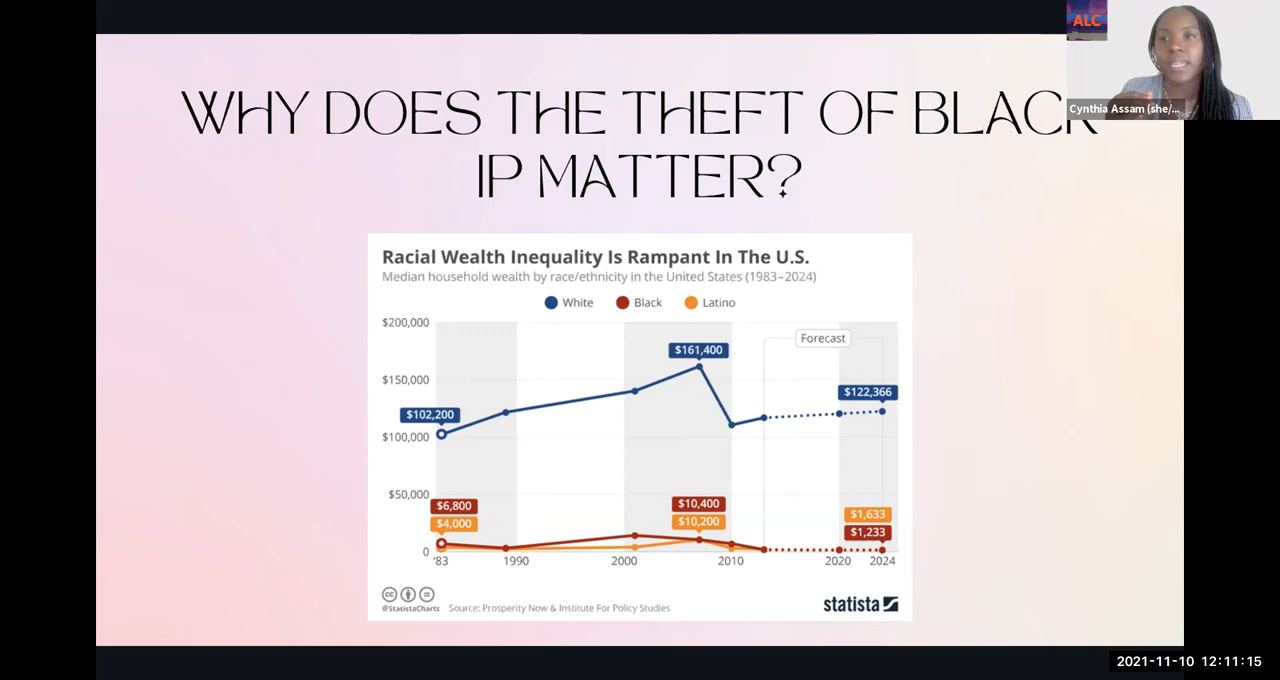 ALC
Cynthia Assam (she/...
WHY DOES THE THEFT OF BLACK
IP MATTER?
Racial Wealth Inequality Is Rampant In The U.S.
Median household wealth by race/ethnicity in the United States (1983–2024)
White Black Latino
$200,000
Forecast
$161,400
$150,000
$122,366
$102,200
$100,000
$50,000
$6,800
$10,400
$4,000
$10,200
$1,633
$1,233
0
'83 1990 2000 2010 2020 2024
cc
@StatistaCharts Source: Prosperity Now & Institute For Policy Studies
statista
2021-11-10 12:11:15